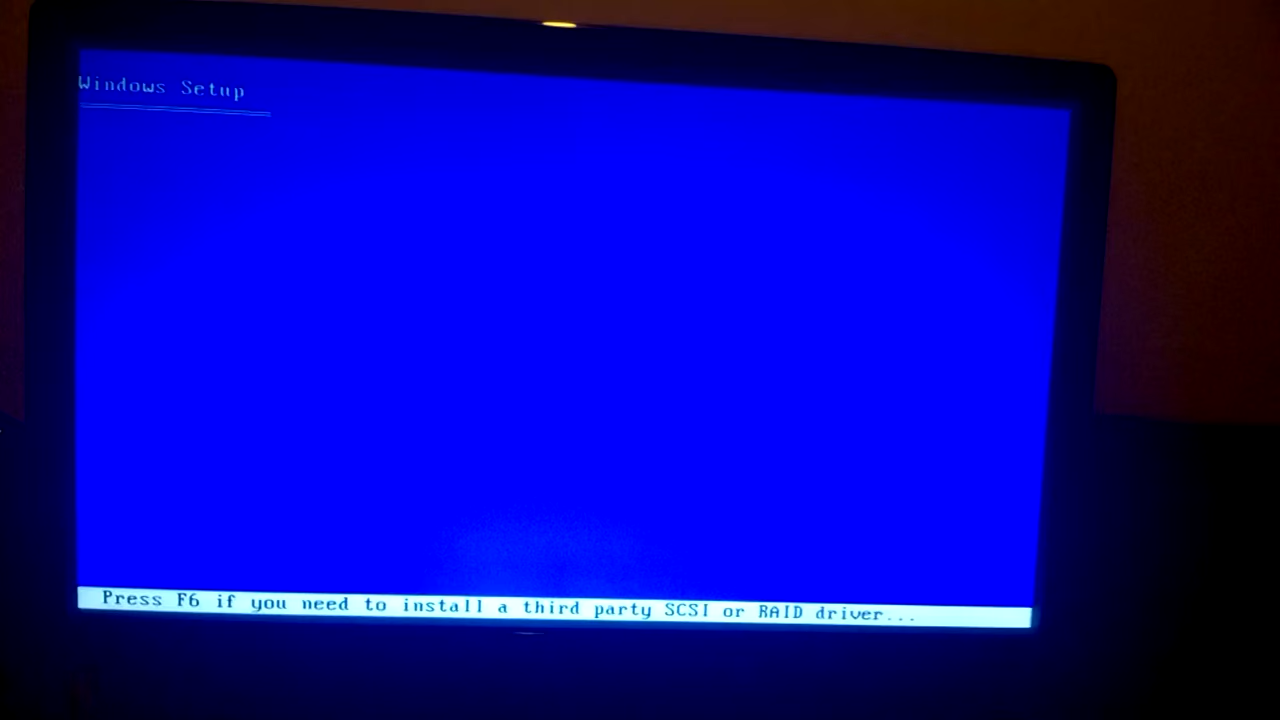 Windows Setup
Press F6 if you need to install a third party SCSI or RAID driver...